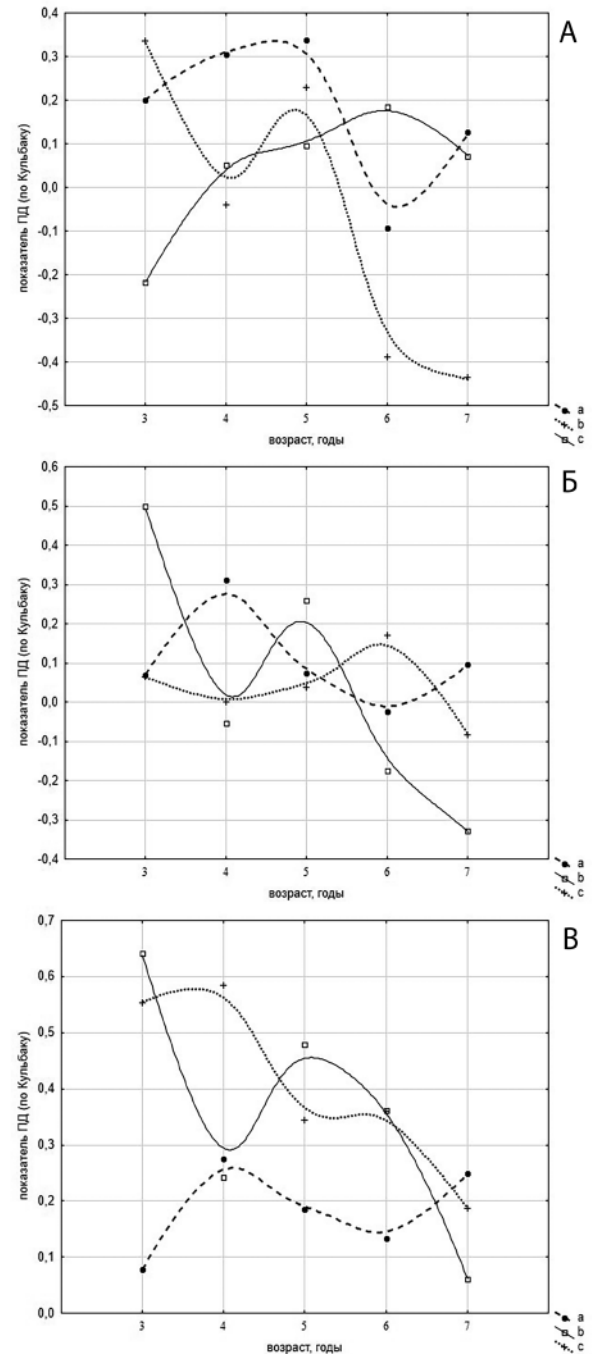 А
показатель ПД (по Кульбаку)
0,4
0,3
0,2
0,1
0,0
-0,1
-0,2
-0,3
-0,4
-0,5
3 4 5 6 7
возраст, годы
a
b
c
Б
показатель ПД (по Кульбаку)
0,6
0,5
0,4
0,3
0,2
0,1
0,0
-0,1
-0,2
-0,3
-0,4
3 4 5 6 7
возраст, годы
a
b
c
В
показатель ПД (по Кульбаку)
0,7
0,6
0,5
0,4
0,3
0,2
0,1
0,0
3 4 5 6 7
возраст, годы
a
b
c